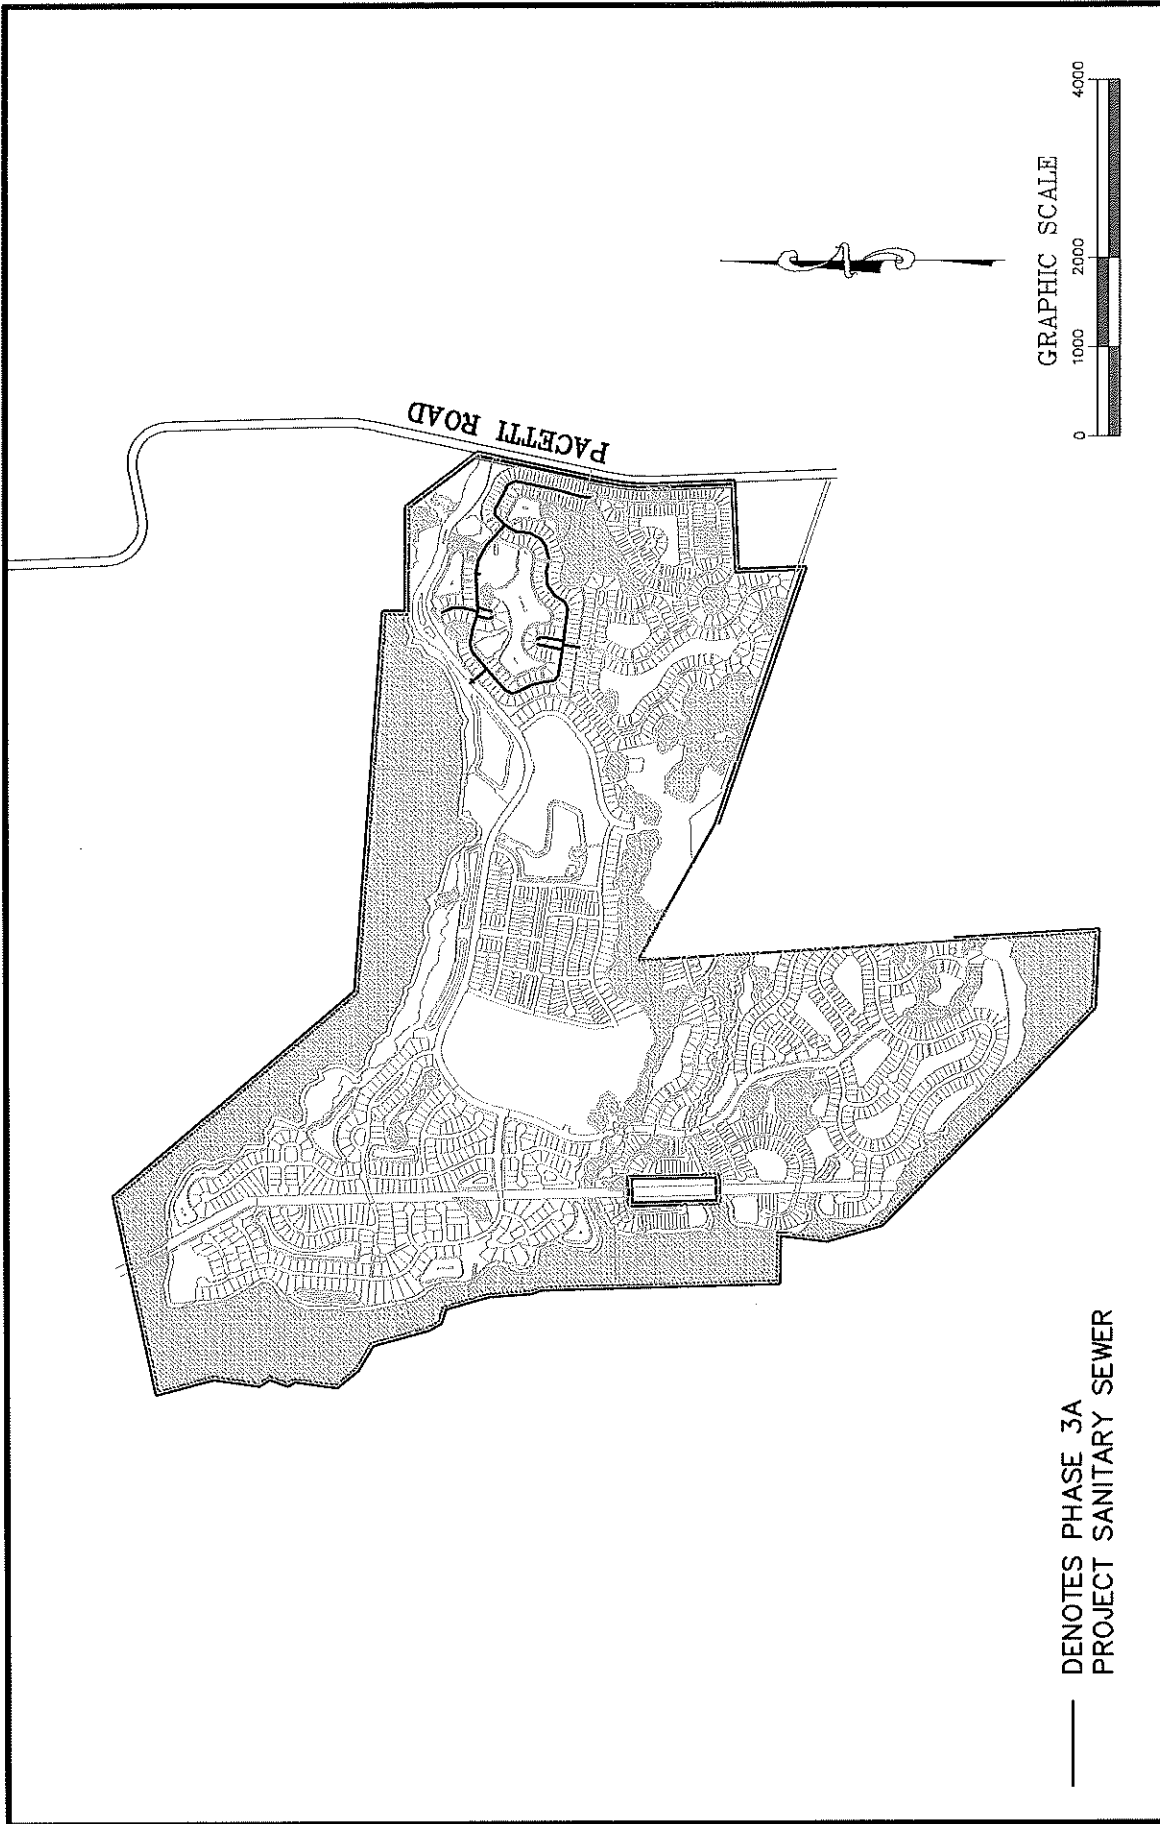 PACETTI ROAD
N
GRAPHIC SCALE
0 1000 2000 4000
DENOTES PHASE 3A
PROJECT SANITARY SEWER